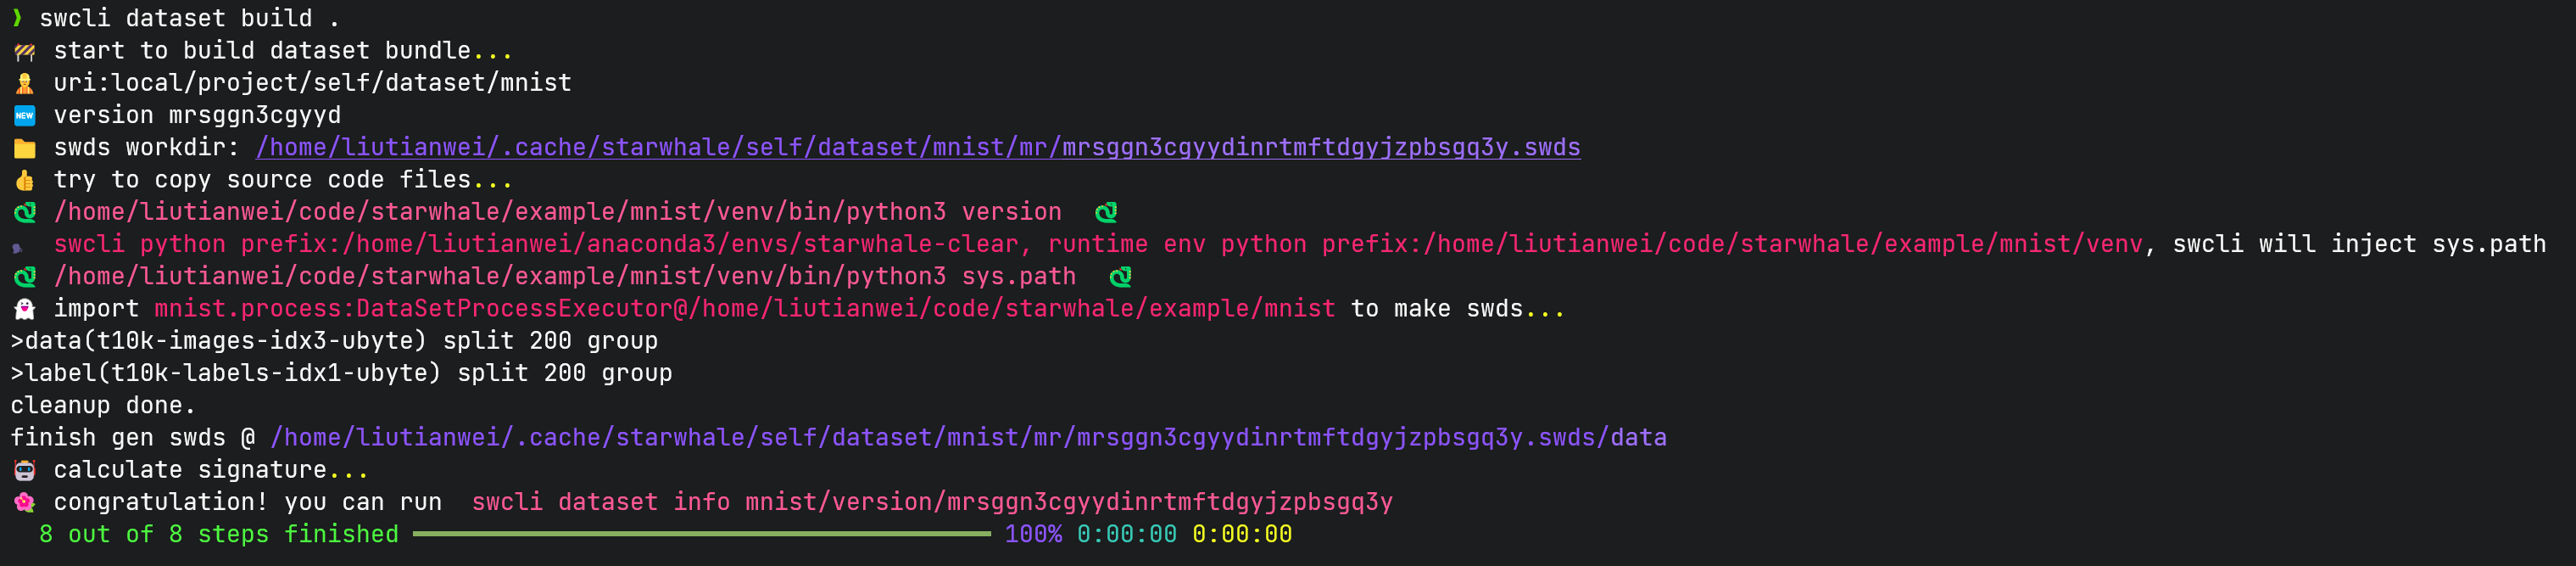 ❯ swcli dataset build .
🚧 start to build dataset bundle...
👷 uri:local/project/self/dataset/mnist
🆕 version mrsggn3cgyyd
📁 swds workdir: /home/liutianwei/.cache/starwhale/self/dataset/mnist/mr/mrsggn3cgyydinrtmftdgyjzpbsgq3y.swds
👍 try to copy source code files...
🐍 /home/liutianwei/code/starwhale/example/mnist/venv/bin/python3 version 🐍
swcli python prefix:/home/liutianwei/anaconda3/envs/starwhale-clear, runtime env python prefix:/home/liutianwei/code/starwhale/example/mnist/venv, swcli will inject sys.path
🐍 /home/liutianwei/code/starwhale/example/mnist/venv/bin/python3 sys.path 🐍
👻 import mnist.process:DataSetProcessExecutor@/home/liutianwei/code/starwhale/example/mnist to make swds...
>data(t10k-images-idx3-ubyte) split 200 group
>label(t10k-labels-idx1-ubyte) split 200 group
cleanup done.
finish gen swds @ /home/liutianwei/.cache/starwhale/self/dataset/mnist/mr/mrsggn3cgyydinrtmftdgyjzpbsgq3y.swds/data
🤖 calculate signature...
🌺 congratulation! you can run swcli dataset info mnist/version/mrsggn3cgyydinrtmftdgyjzpbsgq3y
8 out of 8 steps finished 100% 0:00:00 0:00:00